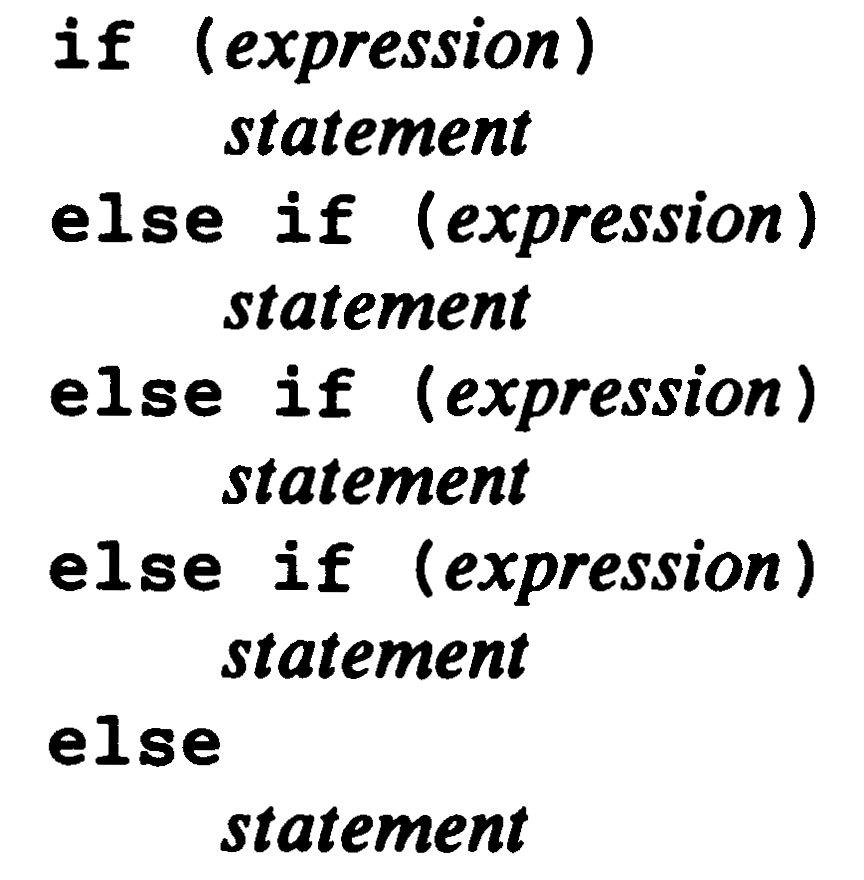 if (expression)
statement
else if (expression)
statement
else if (expression)
statement
else if (expression)
statement
else
statement